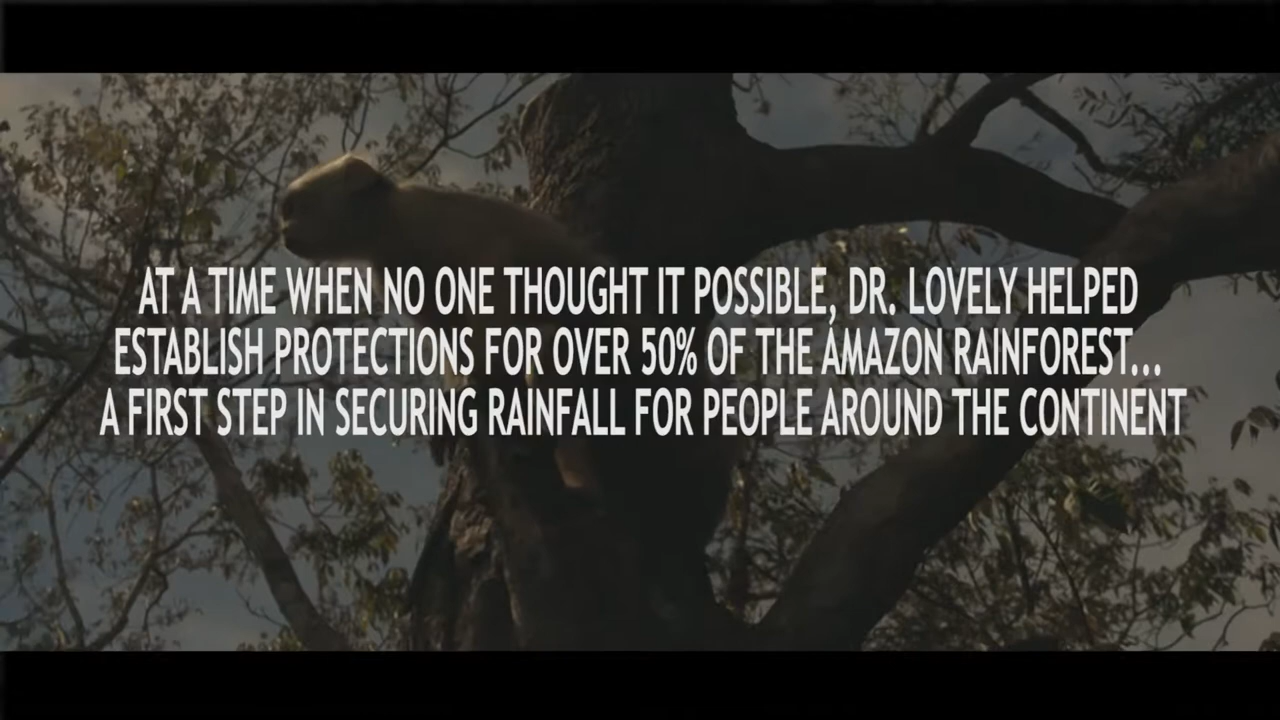 AT A TIME WHEN NO ONE THOUGHT IT POSSIBLE, DR. LOVELY HELPED
ESTABLISH PROTECTIONS FOR OVER 50% OF THE AMAZON RAINFOREST...
A FIRST STEP IN SECURING RAINFALL FOR PEOPLE AROUND THE CONTINENT